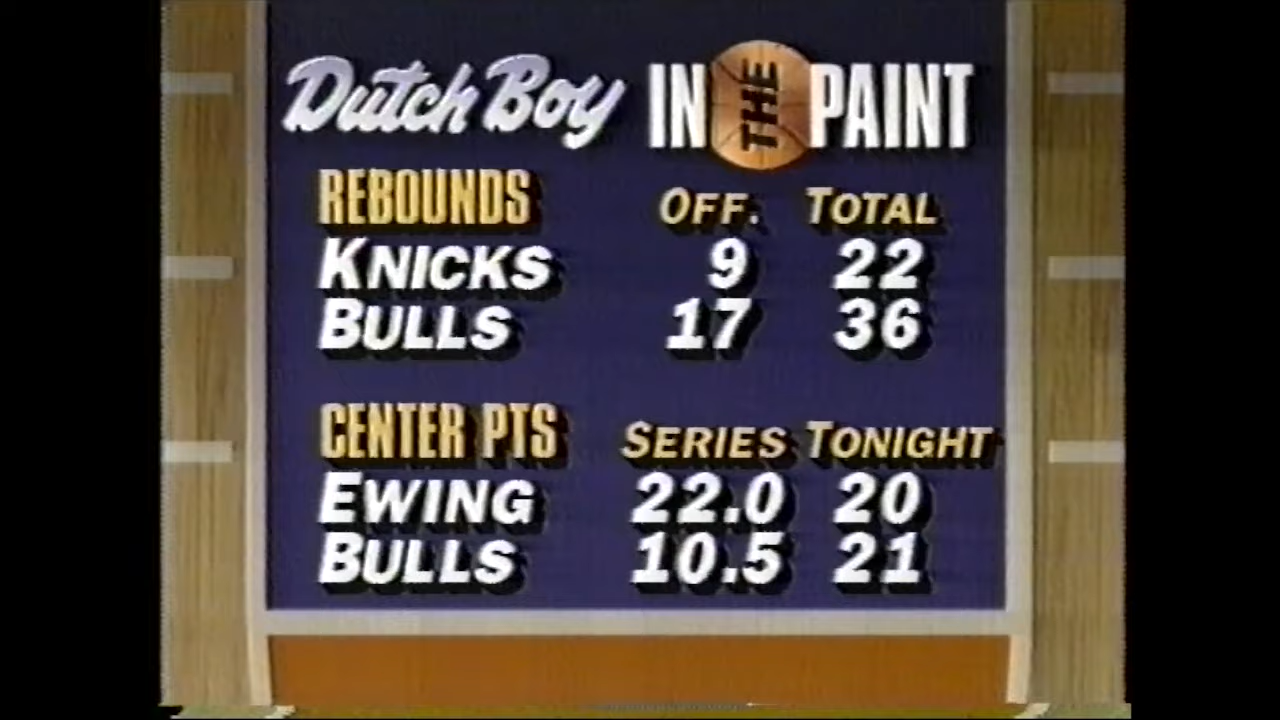 Dutch Boy IN THE PAINT
REBOUNDS OFF. TOTAL
KNICKS 9 22
BULLS 17 36
CENTER PTS SERIES TONIGHT
EWING 22.0 20
BULLS 10.5 21